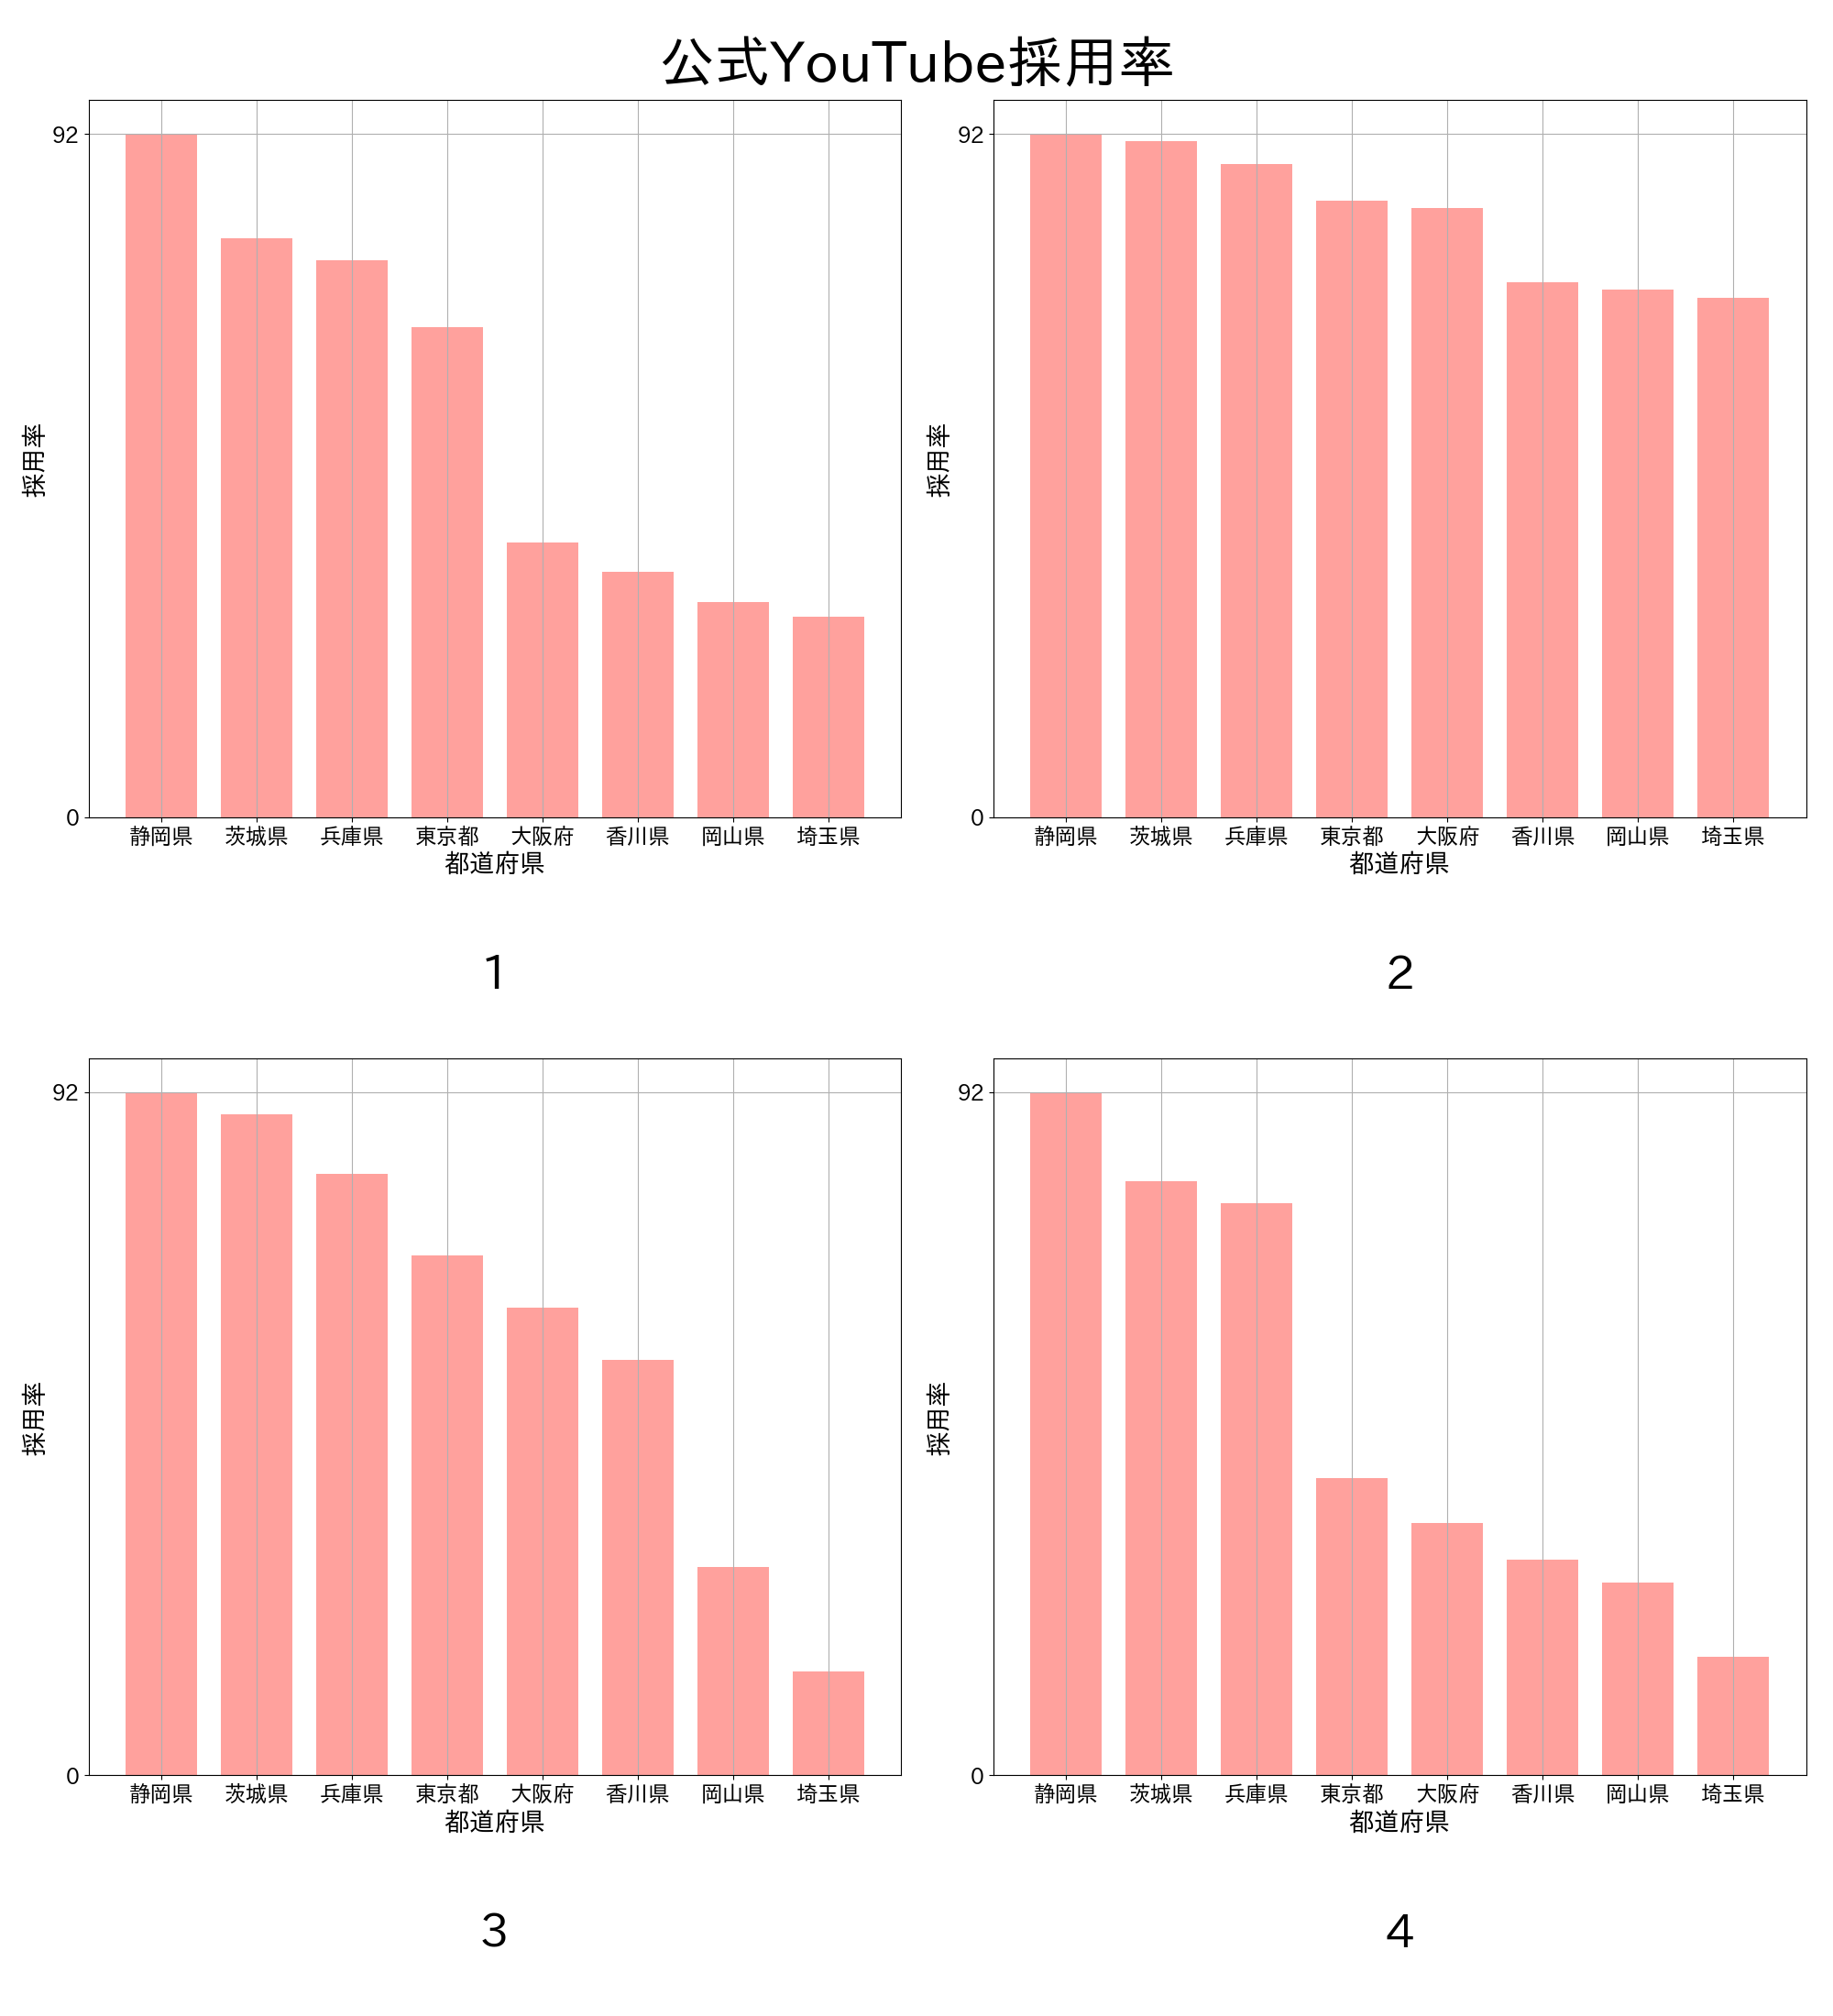 公式YouTube採用率
92
0
採用率
静岡県 茨城県 兵庫県 東京都 大阪府 香川県 岡山県 埼玉県
都道府県
1
92
0
採用率
静岡県 茨城県 兵庫県 東京都 大阪府 香川県 岡山県 埼玉県
都道府県
2
92
0
採用率
静岡県 茨城県 兵庫県 東京都 大阪府 香川県 岡山県 埼玉県
都道府県
3
92
0
採用率
静岡県 茨城県 兵庫県 東京都 大阪府 香川県 岡山県 埼玉県
都道府県
4